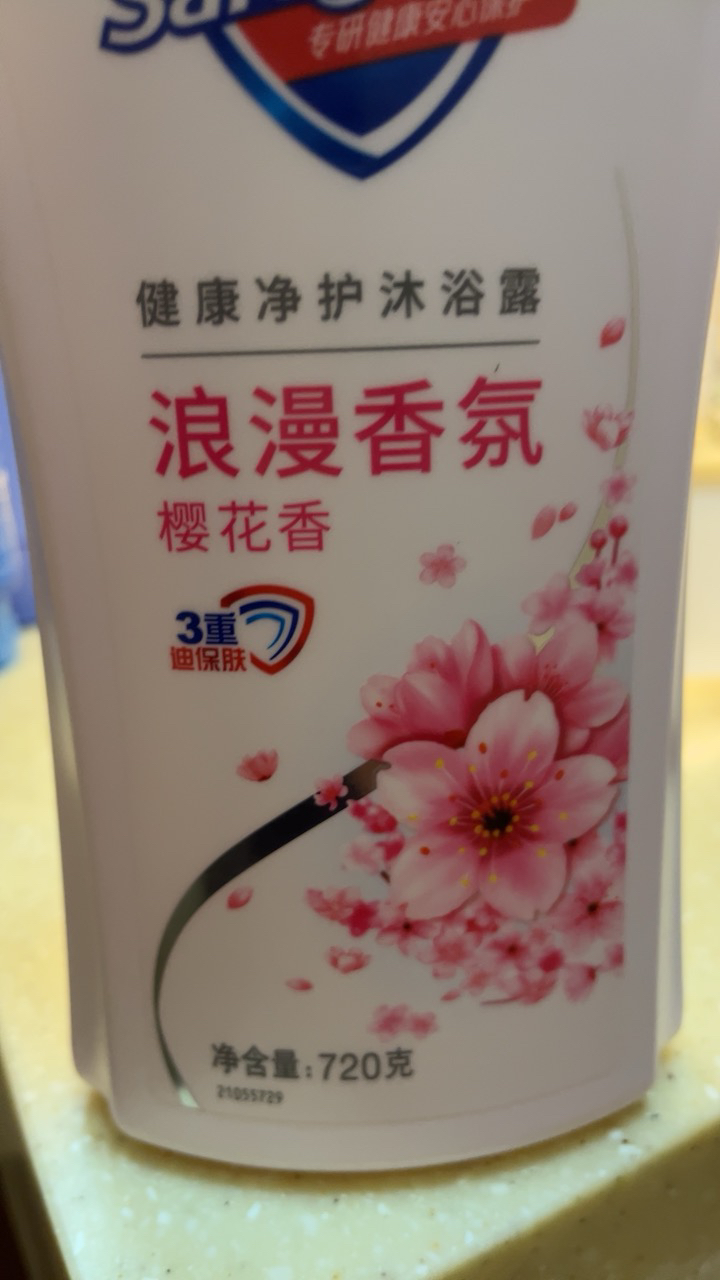 专研健康安心保护
健康净护沐浴露
浪漫香氛
樱花香
3重
迪保肤
净含量:720克
21055729